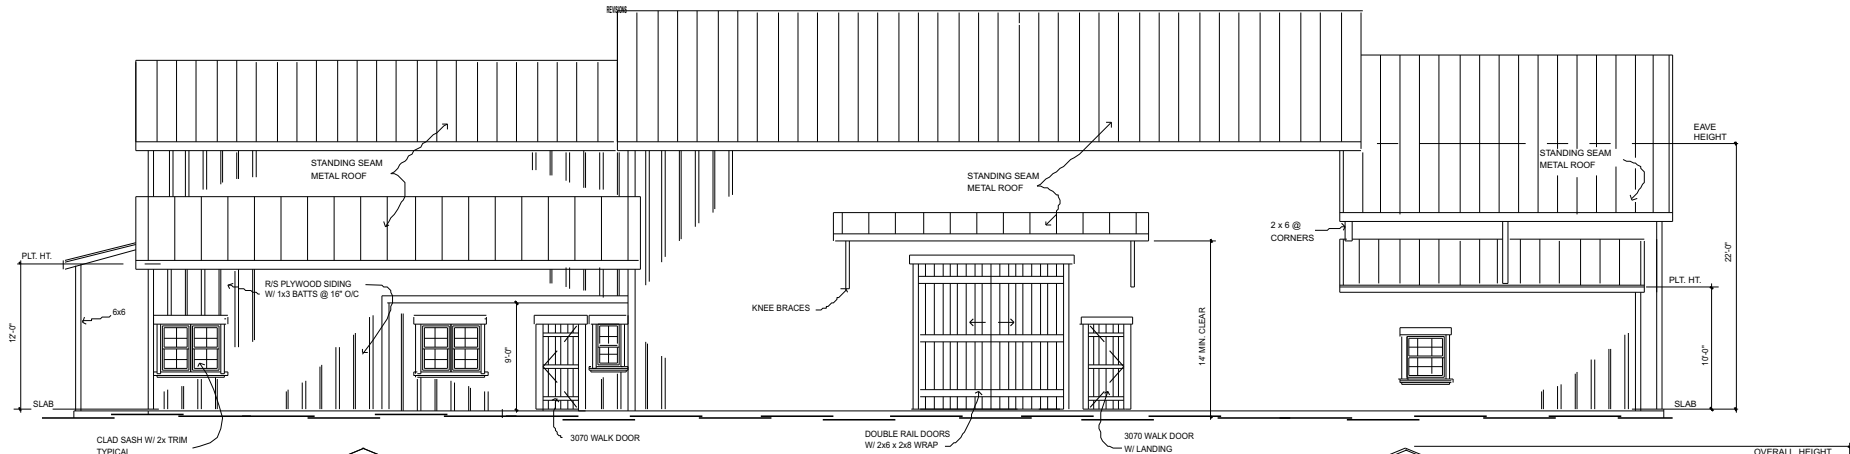 REVISIONS
STANDING SEAM
METAL ROOF
STANDING SEAM
METAL ROOF
EAVE
HEIGHT
STANDING SEAM
METAL ROOF
2 x 6 @
CORNERS
22'-0"
PLT. HT.
R/S PLYWOOD SIDING
W/ 1x3 BATTS @ 16" O/C
6x6
12'-0"
9'-0"
KNEE BRACES
14' MIN. CLEAR
PLT. HT.
10'-0"
SLAB
SLAB
CLAD SASH W/ 2x TRIM
TYPICAL
3070 WALK DOOR
DOUBLE RAIL DOORS
W/ 2x6 x 2x8 WRAP
3070 WALK DOOR
W/ LANDING
OVERALL HEIGHT